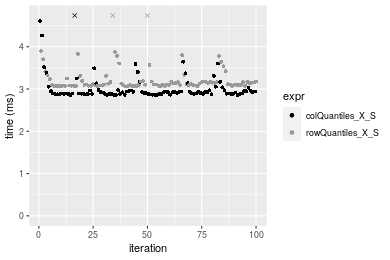 time (ms)
4
3
2
1
0
0
25
50
75
100
iteration
expr
colQuantiles_X_S
rowQuantiles_X_S